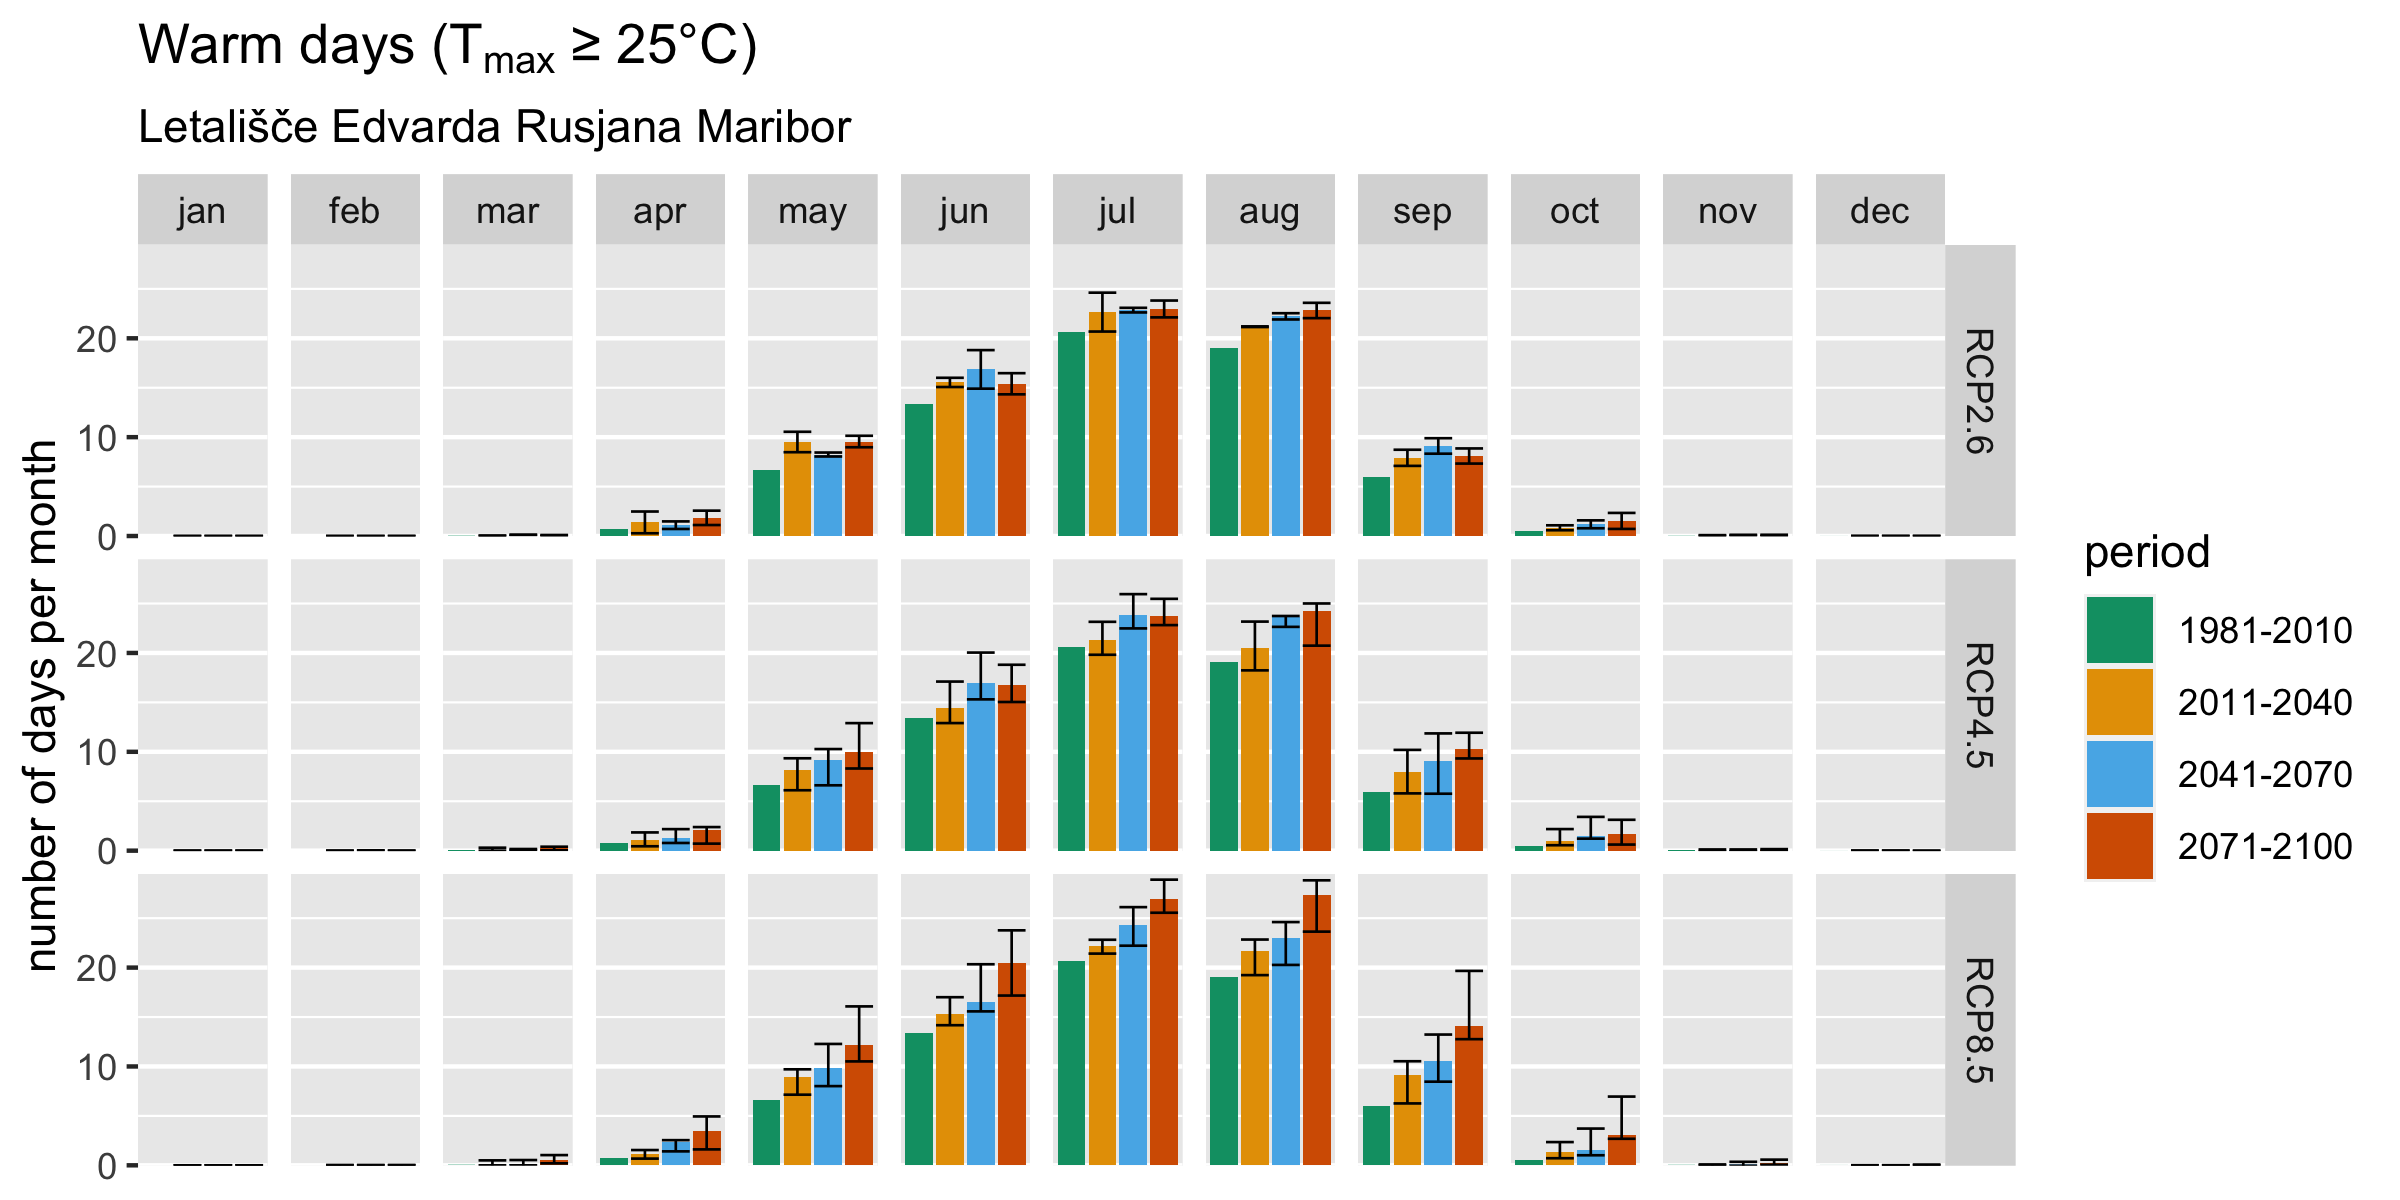 Warm days (Tmax ≥ 25°C)
Letališče Edvarda Rusjana Maribor
jan feb mar apr may jun jul aug sep oct nov dec
number of days per month
20
10
0
RCP2.6
20
10
0
RCP4.5
20
10
0
RCP8.5
period
1981-2010
2011-2040
2041-2070
2071-2100